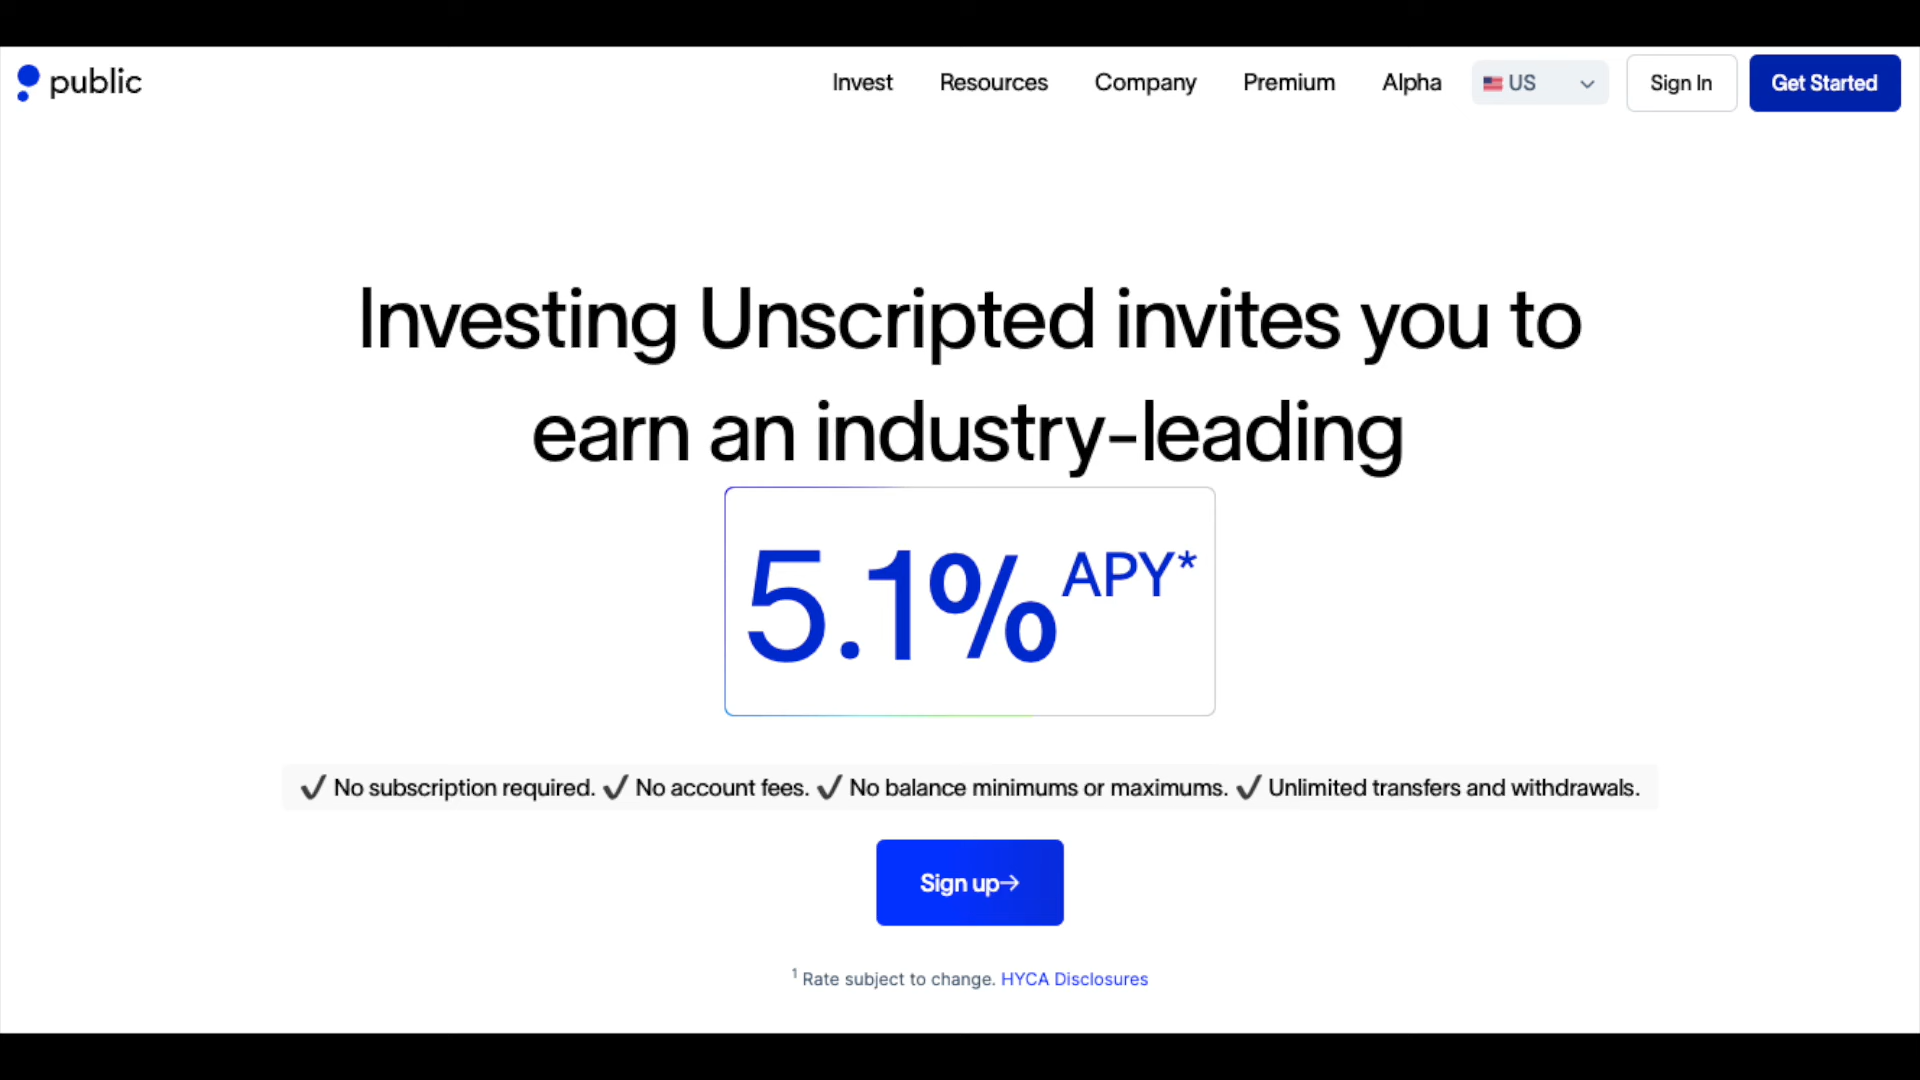 public
Invest Resources Company Premium Alpha US Sign In Get Started
Investing Unscripted invites you to
earn an industry-leading
5.1% APY*
✔ No subscription required. ✔ No account fees. ✔ No balance minimums or maximums. ✔ Unlimited transfers and withdrawals.
Sign up→
¹ Rate subject to change. HYCA Disclosures